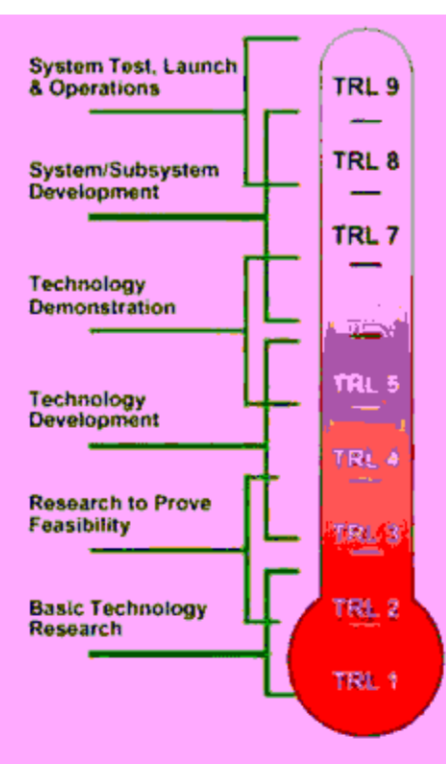 System Test, Launch
& Operations
System/Subsystem
Development
Technology
Demonstration
Technology
Development
Research to Prove
Feasibility
Basic Technology
Research
TRL 9
TRL 8
TRL 7
TRL 5
TRL 4
TRL 3
TRL 2
TRL 1